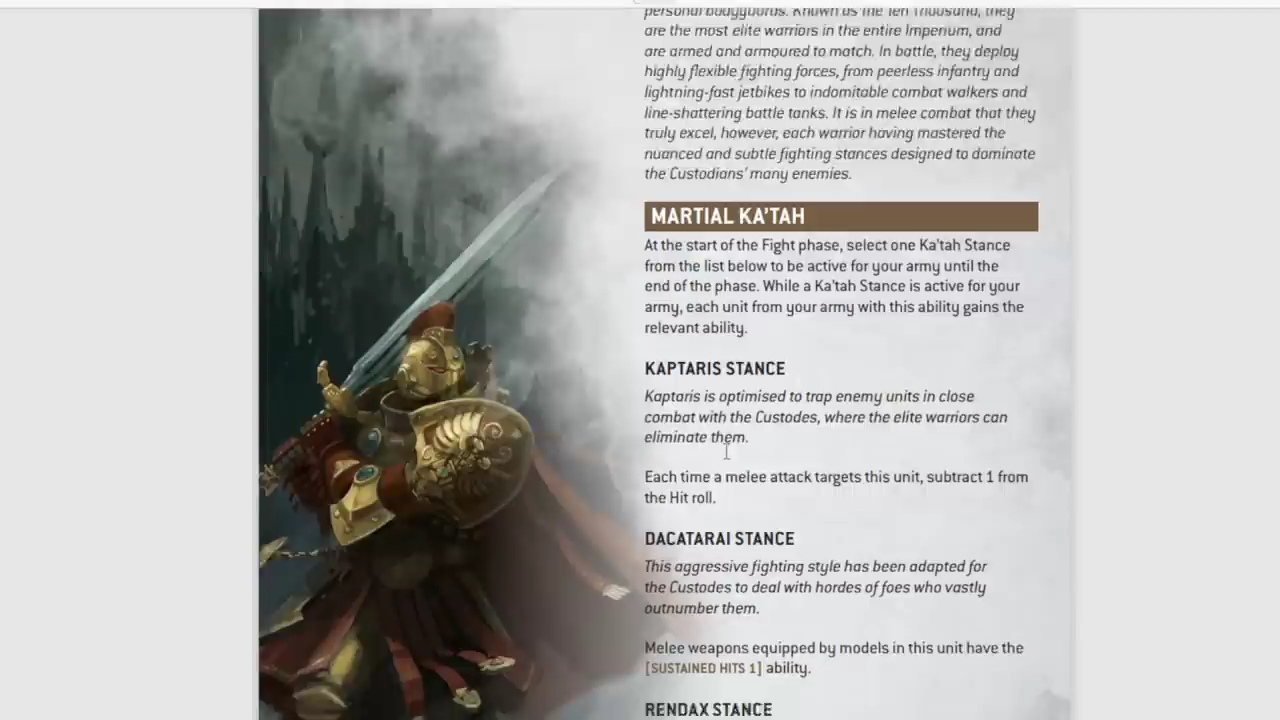 personal bodyguards. Known as the Ten Thousand, they
are the most elite warriors in the entire Imperium, and
are armed and armoured to match. In battle, they deploy
highly flexible fighting forces, from peerless infantry and
lightning-fast jetbikes to indomitable combat walkers and
line-shattering battle tanks. It is in melee combat that they
truly excel, however, each warrior having mastered the
nuanced and subtle fighting stances designed to dominate
the Custodians' many enemies.
MARTIAL KA'TAH
At the start of the Fight phase, select one Ka'tah Stance
from the list below to be active for your army until the
end of the phase. While a Ka'tah Stance is active for your
army, each unit from your army with this ability gains the
relevant ability.
KAPTARIS STANCE
Kaptaris is optimised to trap enemy units in close
combat with the Custodes, where the elite warriors can
eliminate them.
Each time a melee attack targets this unit, subtract 1 from
the Hit roll.
DACATARAI STANCE
This aggressive fighting style has been adapted for
the Custodes to deal with hordes of foes who vastly
outnumber them.
Melee weapons equipped by models in this unit have the
[SUSTAINED HITS 1] ability.
RENDAX STANCE